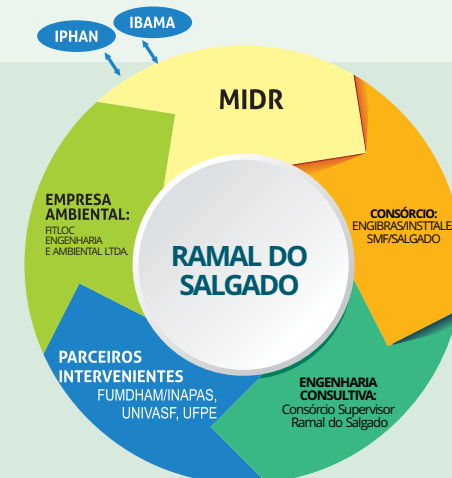 IPHAN
IBAMA
MIDR
CONSÓRCIO:
ENGIBRAS/INSTTALE
SMF/SALGADO
ENGENHARIA
CONSULTIVA:
Consórcio Supervisor
Ramal do Salgado
PARCEIROS
INTERVENIENTES
FUMDHAM/INAPAS,
UNIVASF, UFPE
EMPRESA
AMBIENTAL:
FITLOC
ENGENHARIA
E AMBIENTAL LTDA.
RAMAL DO
SALGADO